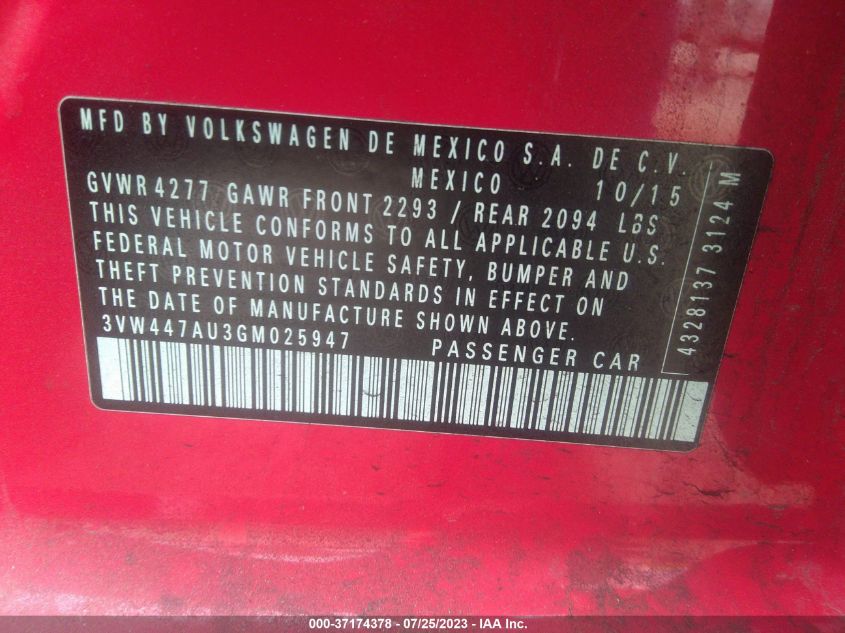 MFD BY VOLKSWAGEN DE MEXICO S.A. DE C.V.
MEXICO 10/15
GVWR 4277 GAWR FRONT 2293 / REAR 2094 LBS
THIS VEHICLE CONFORMS TO ALL APPLICABLE U.S.
FEDERAL MOTOR VEHICLE SAFETY, BUMPER AND
THEFT PREVENTION STANDARDS IN EFFECT ON
THE DATE OF MANUFACTURE SHOWN ABOVE.
3VW447AU3GM025947 PASSENGER CAR
4328137 3124 M
000-37174378 - 07/25/2023 - IAA Inc.